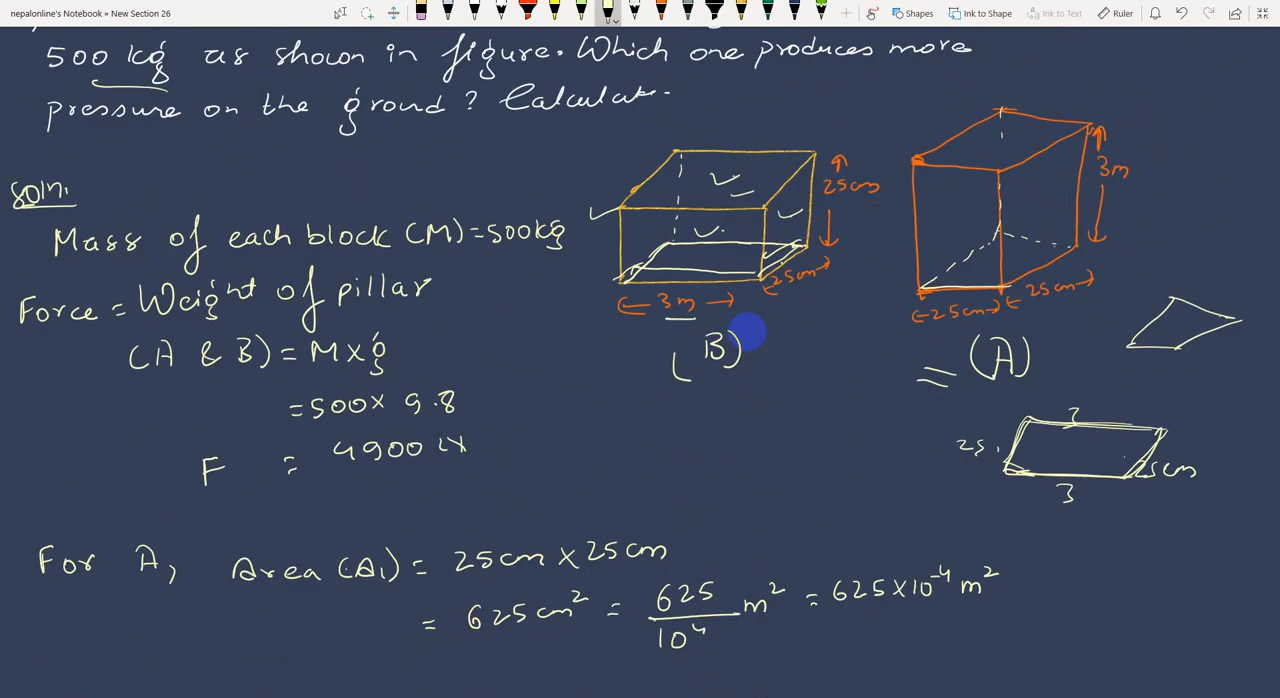 nepalonline's Notebook » New Section 26
Shapes Ink to Shape Ink to Text Ruler
500 kg as shown in figure. Which one produces more
pressure on the ground? Calculate.
Soln.
Mass of each block (M)=500kg
Force = Weight of pillar
(A & B) = M×g
=500× 9.8
F = 4900 N
25cm
25cm
3m
(B)
3m
25cm
25cm
= (A)
3
25
25cm
3
For A, Area (A1) = 25cm × 25cm
= 625cm² = 625/10⁴ m² = 625×10⁻⁴ m²